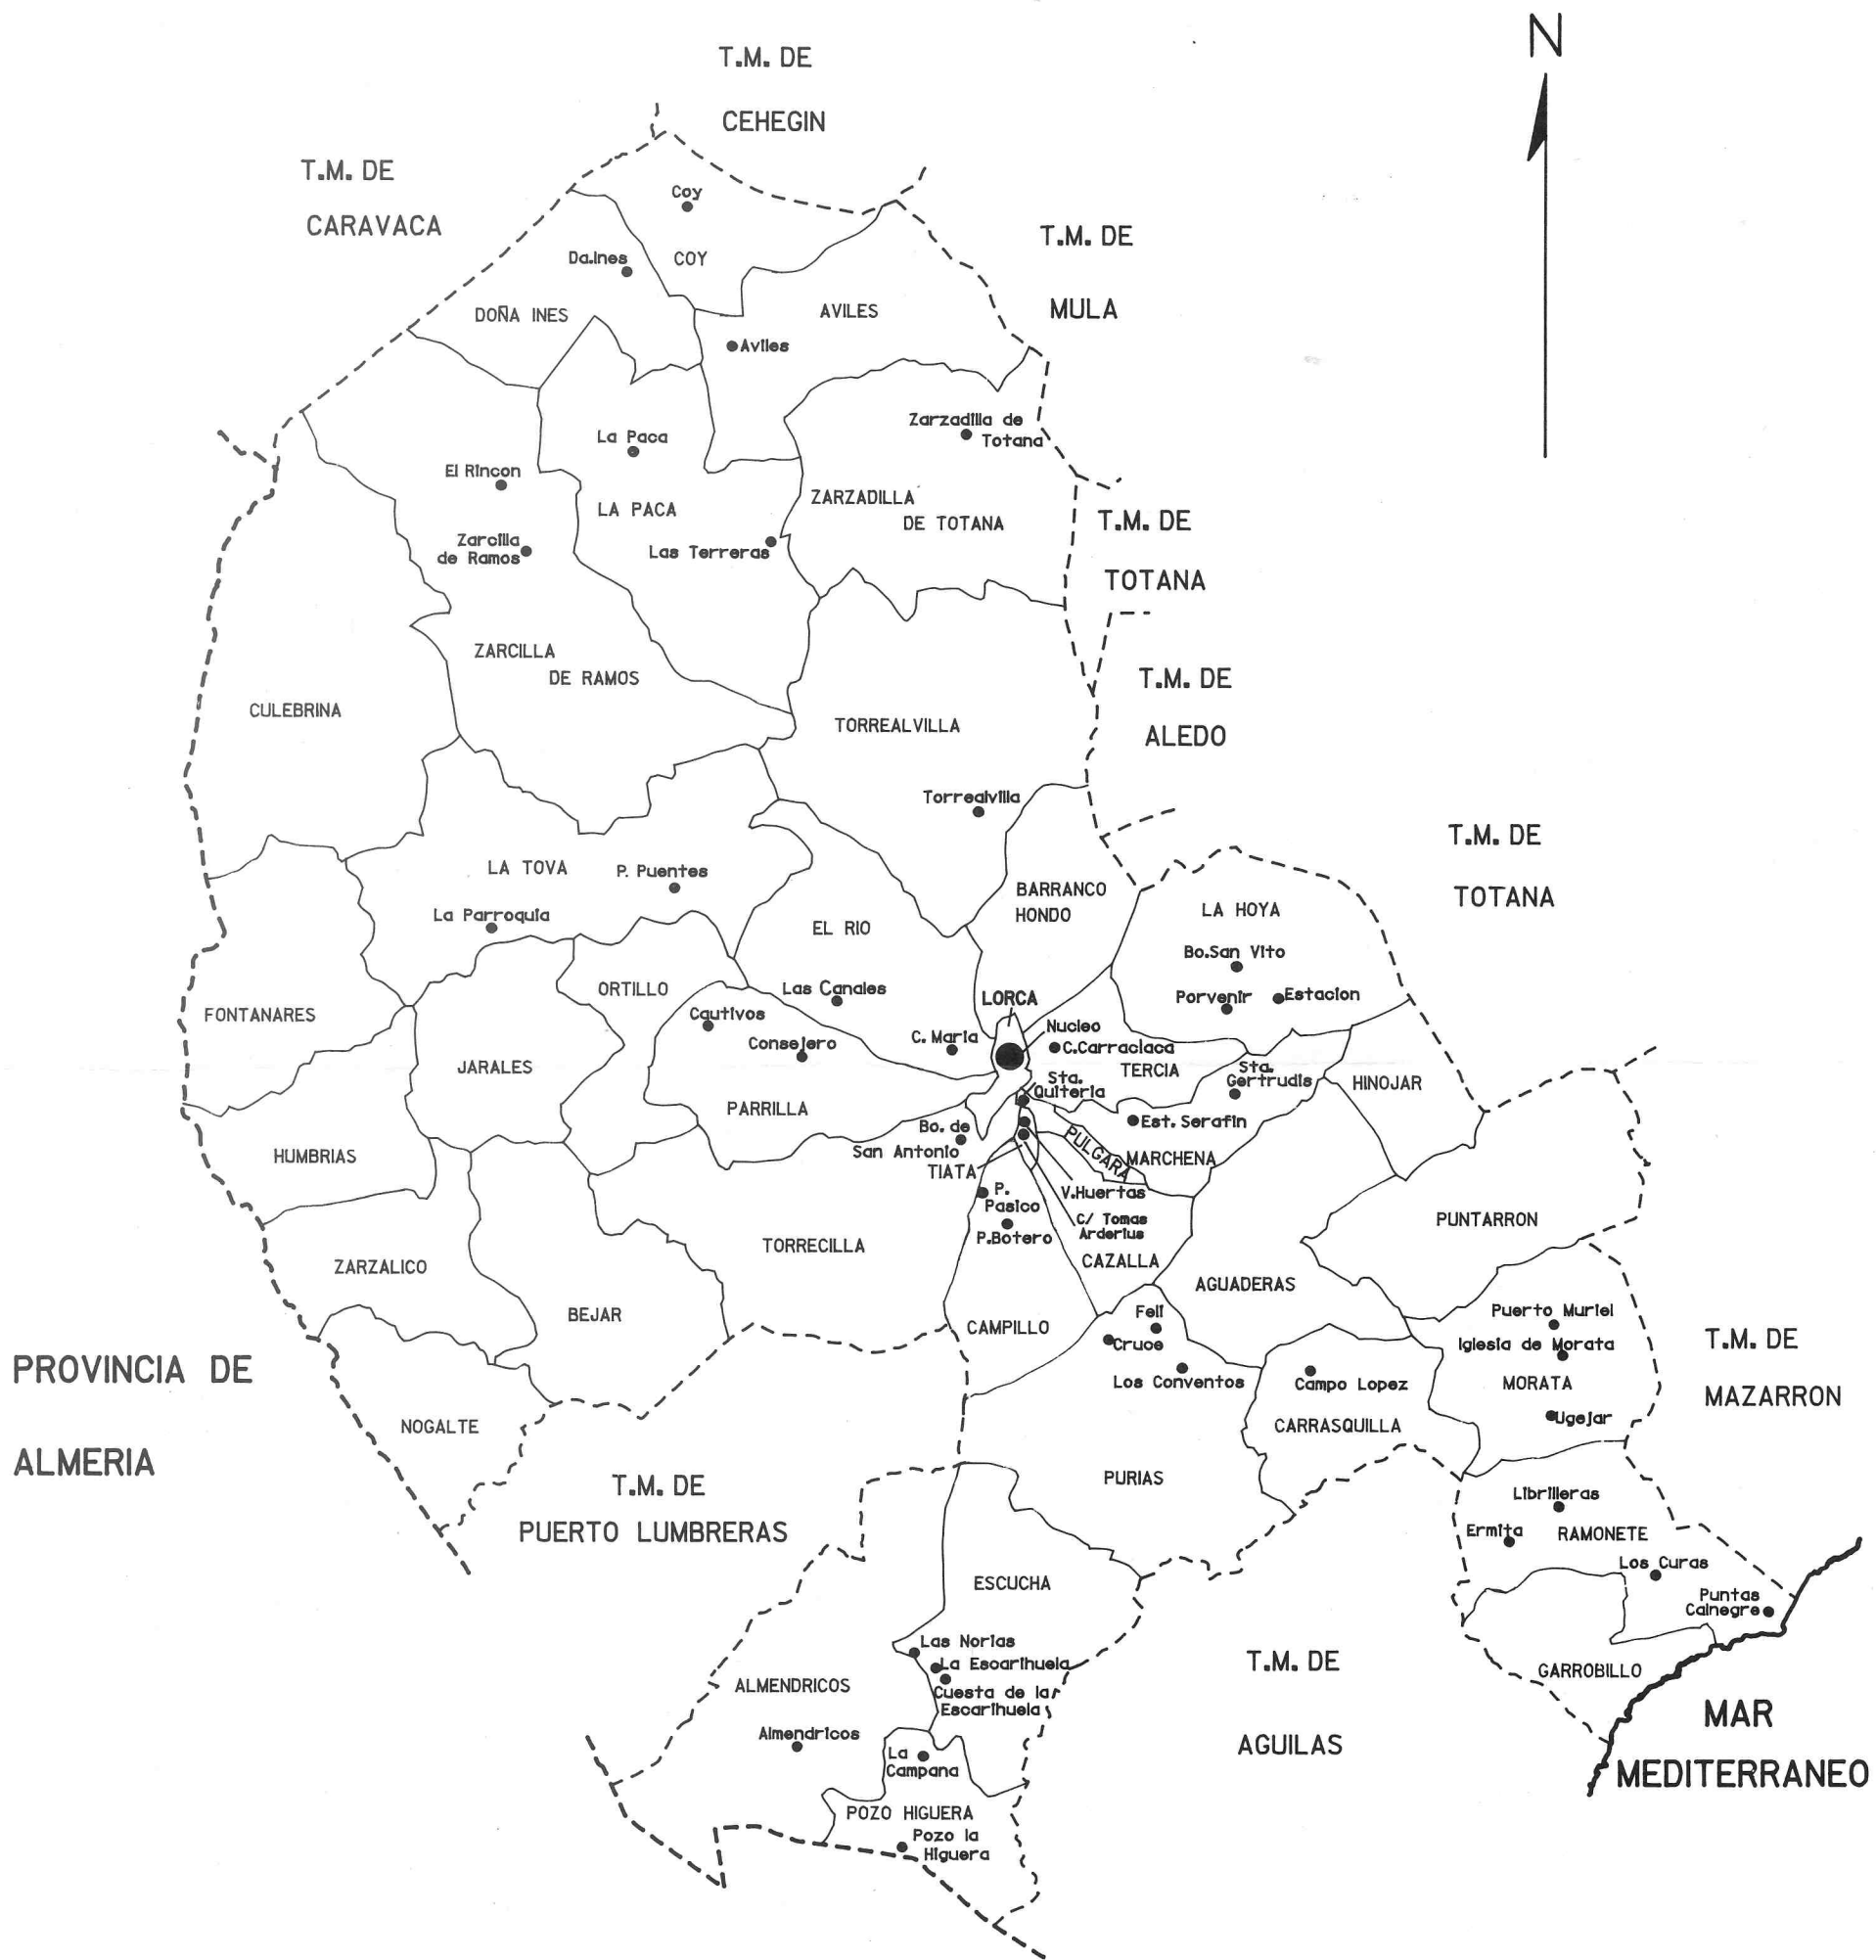 N
T.M. DE
CEHEGIN
T.M. DE
CARAVACA
Coy
COY
T.M. DE
MULA
Da.Ines
DOÑA INES
AVILES
Aviles
Zarzadilla de
Totana
La Paca
El Rincon
LA PACA
ZARZADILLA
DE TOTANA
T.M. DE
TOTANA
Zarcilla
de Ramos
Las Terreras
ZARCILLA
DE RAMOS
T.M. DE
ALEDO
CULEBRINA
TORREALVILLA
Torrealvilla
T.M. DE
TOTANA
LA TOVA
P. Puentes
BARRANCO
HONDO
LA HOYA
La Parroquia
EL RIO
Bo.San Vito
ORTILLO
Las Canales
Porvenir
Estacion
LORCA
FONTANARES
Cautivos
Consejero
C. Maria
Nucleo
C.Carraclaca
TERCIA
JARALES
Sta.
Quiteria
Sta.
Gertrudis
HINOJAR
PARRILLA
Bo. de
San Antonio
Est. Serafin
PULGARA
MARCHENA
HUMBRIAS
TIATA
V.Huertas
P.
Pasico
C/ Tomas
Arderius
P.Botero
PUNTARRON
TORRECILLA
CAZALLA
ZARZALICO
AGUADERAS
BEJAR
CAMPILLO
Feli
Cruce
Puerto Muriel
Iglesia de Morata
T.M. DE
MAZARRON
PROVINCIA DE
ALMERIA
Los Conventos
Campo Lopez
MORATA
Ugejar
NOGALTE
CARRASQUILLA
PURIAS
T.M. DE
PUERTO LUMBRERAS
Librilleras
Ermita
RAMONETE
Los Curas
ESCUCHA
Puntas
Calnegre
Las Norias
La Escarihuela
Cuesta de la
Escarihuela
T.M. DE
AGUILAS
GARROBILLO
ALMENDRICOS
Almendricos
MAR
MEDITERRANEO
La
Campana
POZO HIGUERA
Pozo la
Higuera